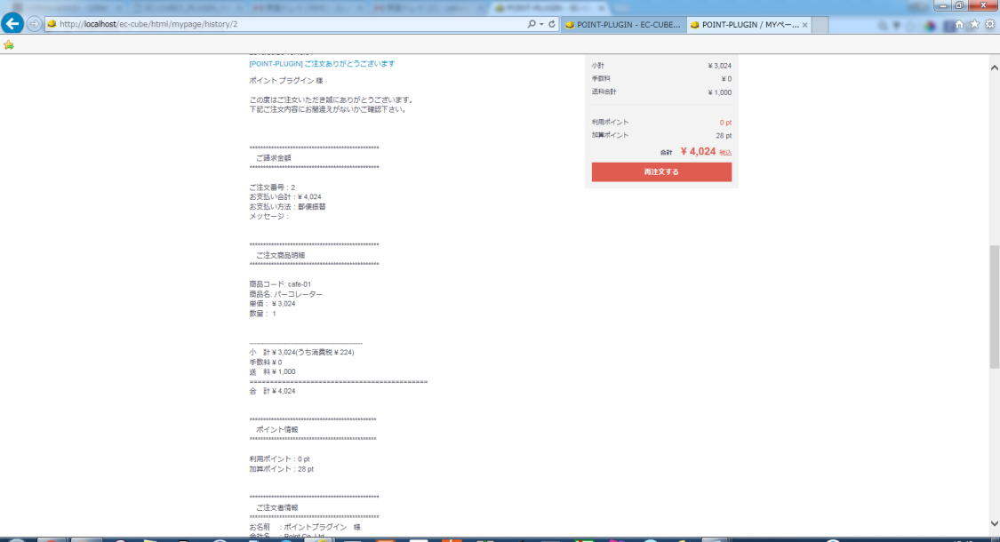 http://localhost/ec-cube/html/mypage/history/2
POINT-PLUGIN - EC-CUBE...
POINT-PLUGIN / MYペー...
[POINT-PLUGIN] ご注文ありがとうございます
ポイント プラグイン 様
この度はご注文いただき誠にありがとうございます。
下記ご注文内容にお間違えがないかご確認下さい。
************************************************
ご請求金額
************************************************
ご注文番号：2
お支払い合計：¥ 4,024
お支払い方法：郵便振替
メッセージ：
************************************************
ご注文商品明細
************************************************
商品コード: cafe-01
商品名: パーコレーター
単価： ¥ 3,024
数量： 1
-------------------------------------------------
小　計 ¥ 3,024(うち消費税 ¥ 224)
手数料 ¥ 0
送　料 ¥ 1,000
============================================
合　計 ¥ 4,024
***********************************************
ポイント情報
***********************************************
利用ポイント：0 pt
加算ポイント：28 pt
************************************************
ご注文者情報
************************************************
お名前　：ポイントプラグイン　様
会社名　：Point Co. Ltd
小計 ¥ 3,024
手数料 ¥ 0
送料合計 ¥ 1,000
利用ポイント 0 pt
加算ポイント 28 pt
合計 ¥ 4,024 税込
再注文する